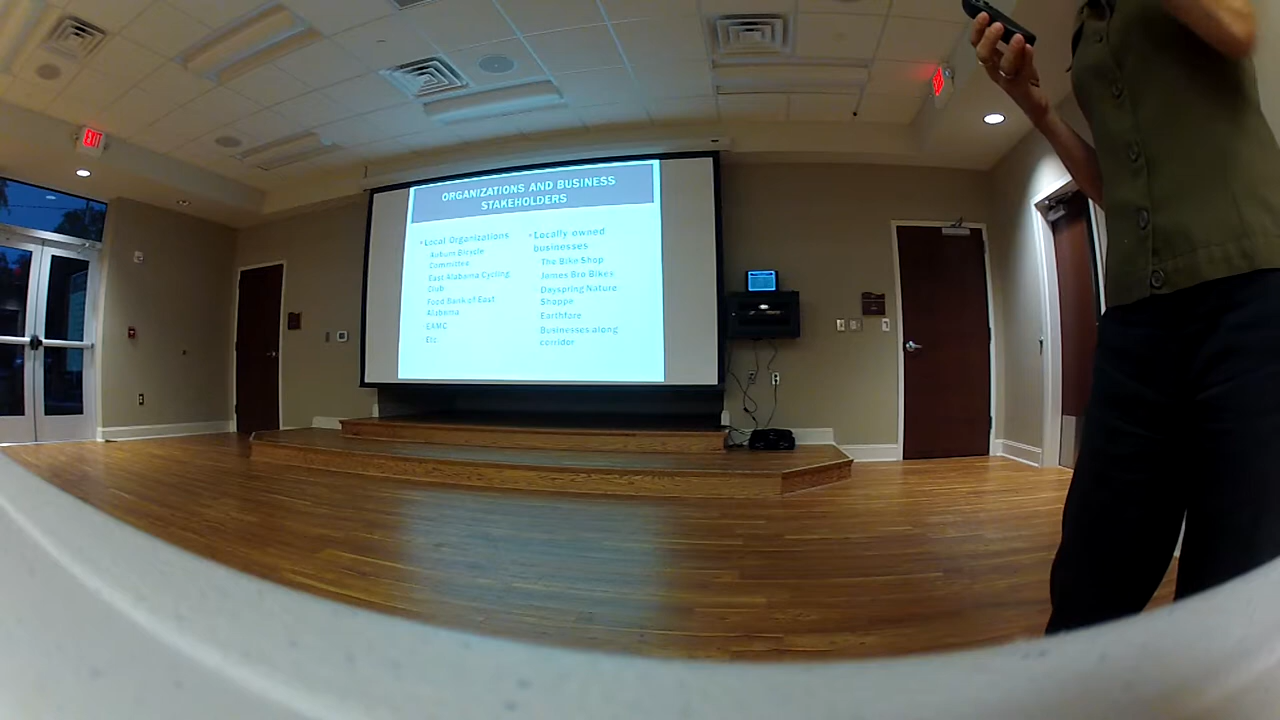 EXIT
EXIT
ORGANIZATIONS AND BUSINESS
STAKEHOLDERS
Local Organizations
Auburn Bicycle
Committee
East Alabama Cycling
Club
Food Bank of East
Alabama
EAMC
Etc
Locally owned
businesses
The Bike Shop
James Bro Bikes
Dayspring Nature
Shoppe
Earthfare
Businesses along
corridor